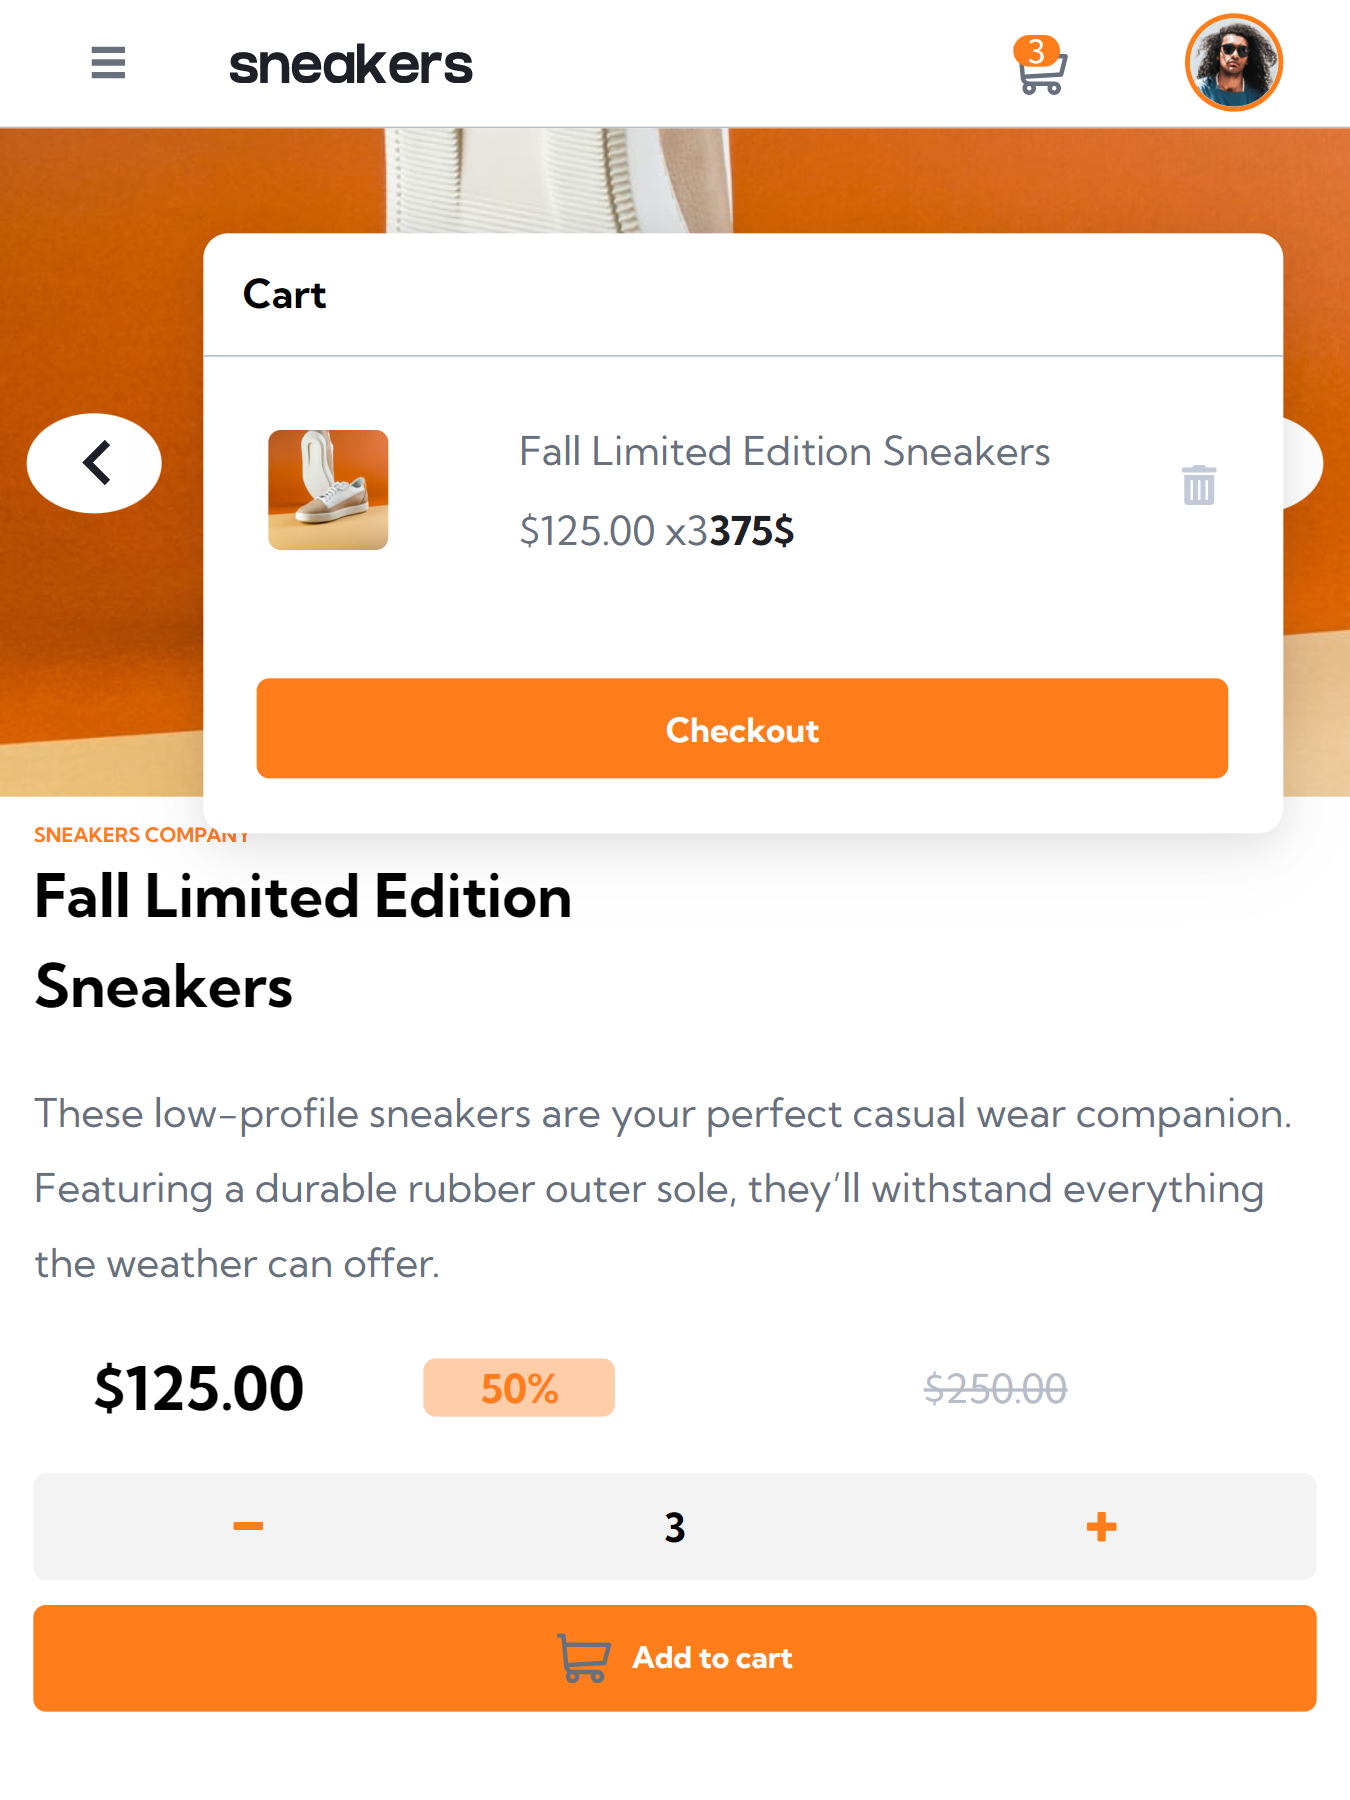 sneakers
3
Cart
Fall Limited Edition Sneakers
$125.00 x3375$
Checkout
SNEAKERS COMPANY
Fall Limited Edition
Sneakers
These low-profile sneakers are your perfect casual wear companion.
Featuring a durable rubber outer sole, they’ll withstand everything
the weather can offer.
$125.00 50% $250.00
3
Add to cart